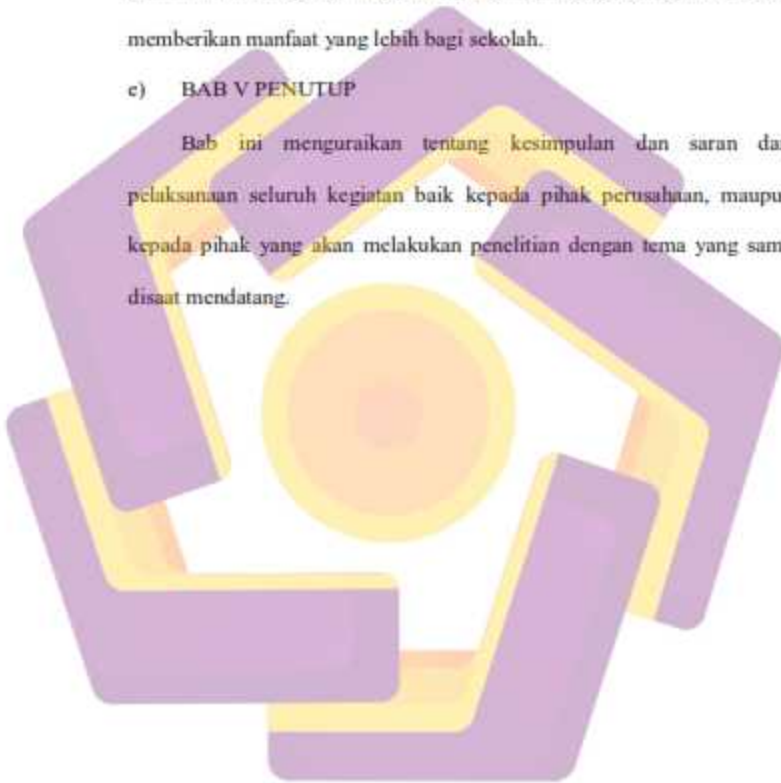 memberikan manfaat yang lebih bagi sekolah.
e) BAB V PENUTUP
Bab ini menguraikan tentang kesimpulan dan saran da
pelaksanaan seluruh kegiatan baik kepada pihak perusahaan, maupu
kepada pihak yang akan melakukan penelitian dengan tema yang sam
disaat mendatang.